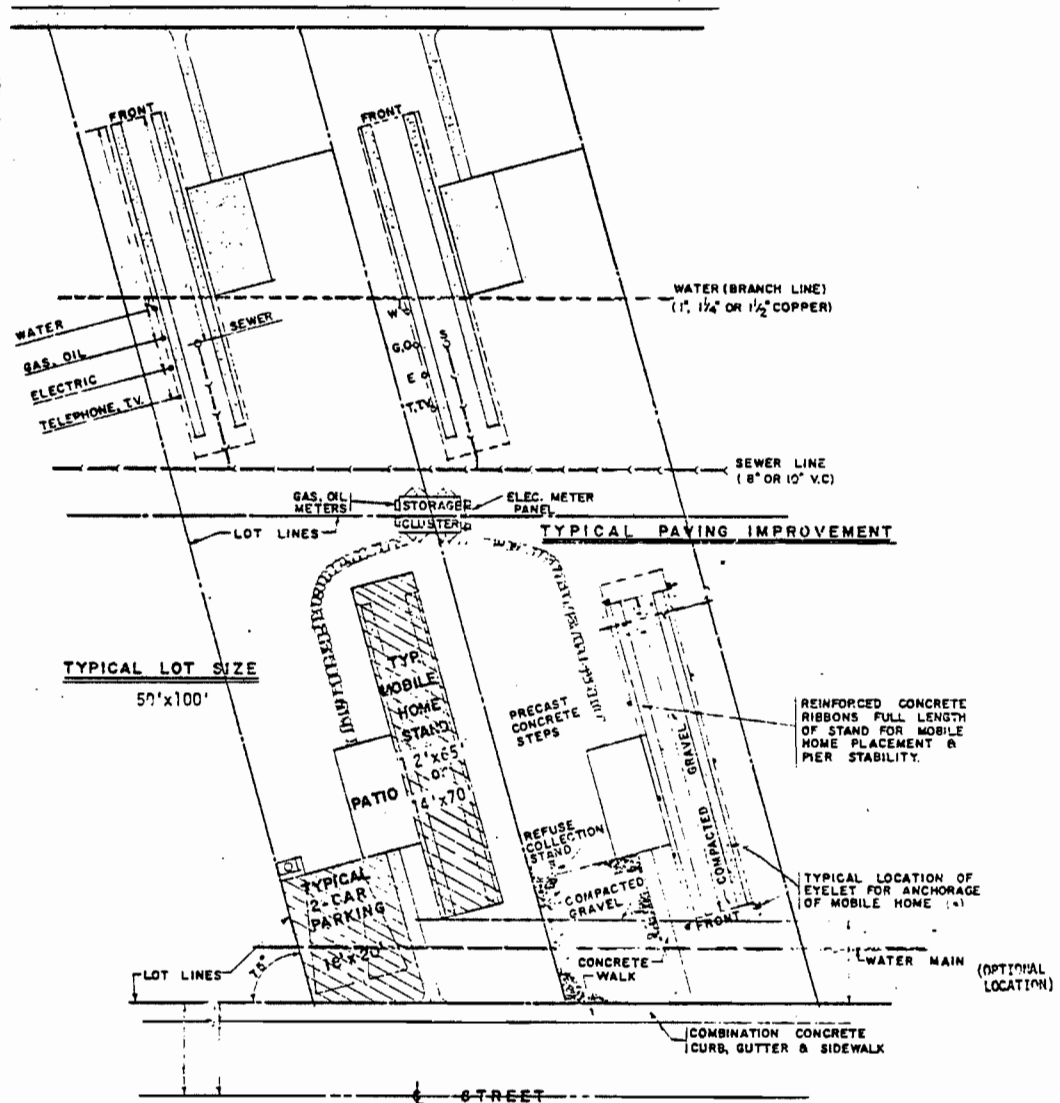 FRONT
FRONT
WATER (BRANCH LINE)
(1", 1¼" OR 1½" COPPER)
WATER
SEWER
W
GAS, OIL
G,O
S
ELECTRIC
E
TELEPHONE, T.V.
T,TV
SEWER LINE
(8" OR 10" V.C)
GAS, OIL
METERS
STORAGE
CLUSTER
ELEC. METER
PANEL
LOT LINES
TYPICAL PAVING IMPROVEMENT
TYPICAL LOT SIZE
50'x100'
TYP.
MOBILE
HOME
STAND
12'x65'
or
14'x70'
PATIO
PRECAST
CONCRETE
STEPS
REINFORCED CONCRETE
RIBBONS FULL LENGTH
OF STAND FOR MOBILE
HOME PLACEMENT &
PIER STABILITY.
COMPACTED GRAVEL
REFUSE
COLLECTION
STAND
TYPICAL
2-CAR
PARKING
COMPACTED
GRAVEL
TYPICAL LOCATION OF
EYELET FOR ANCHORAGE
OF MOBILE HOME
FRONT
LOT LINES
75°
CONCRETE
WALK
WATER MAIN
(OPTIONAL
LOCATION)
COMBINATION CONCRETE
CURB, GUTTER & SIDEWALK
STREET